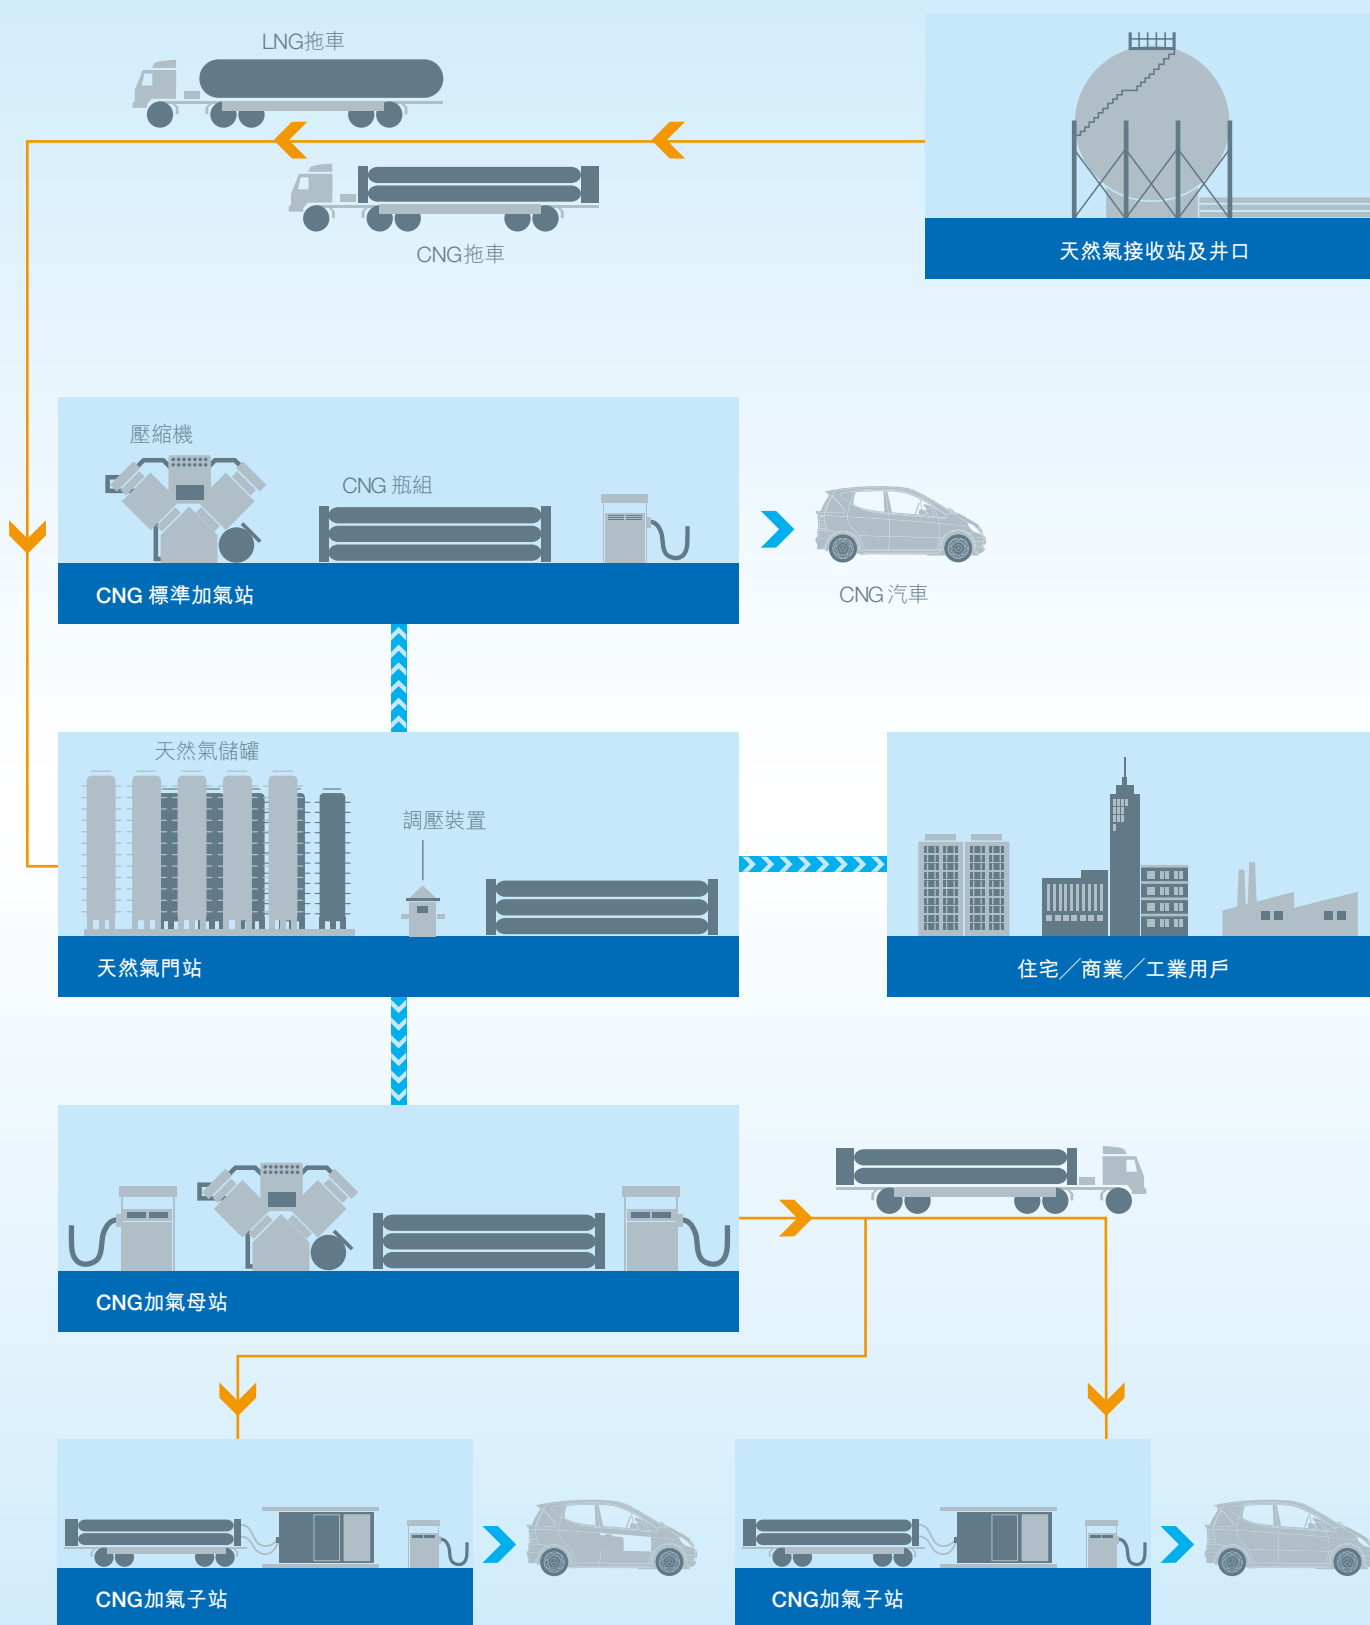 LNG拖車
CNG拖車
天然氣接收站及井口
壓縮機
CNG 瓶組
CNG 標準加氣站
CNG 汽車
天然氣儲罐
調壓裝置
天然氣門站
住宅／商業／工業用戶
CNG加氣母站
CNG加氣子站
CNG加氣子站